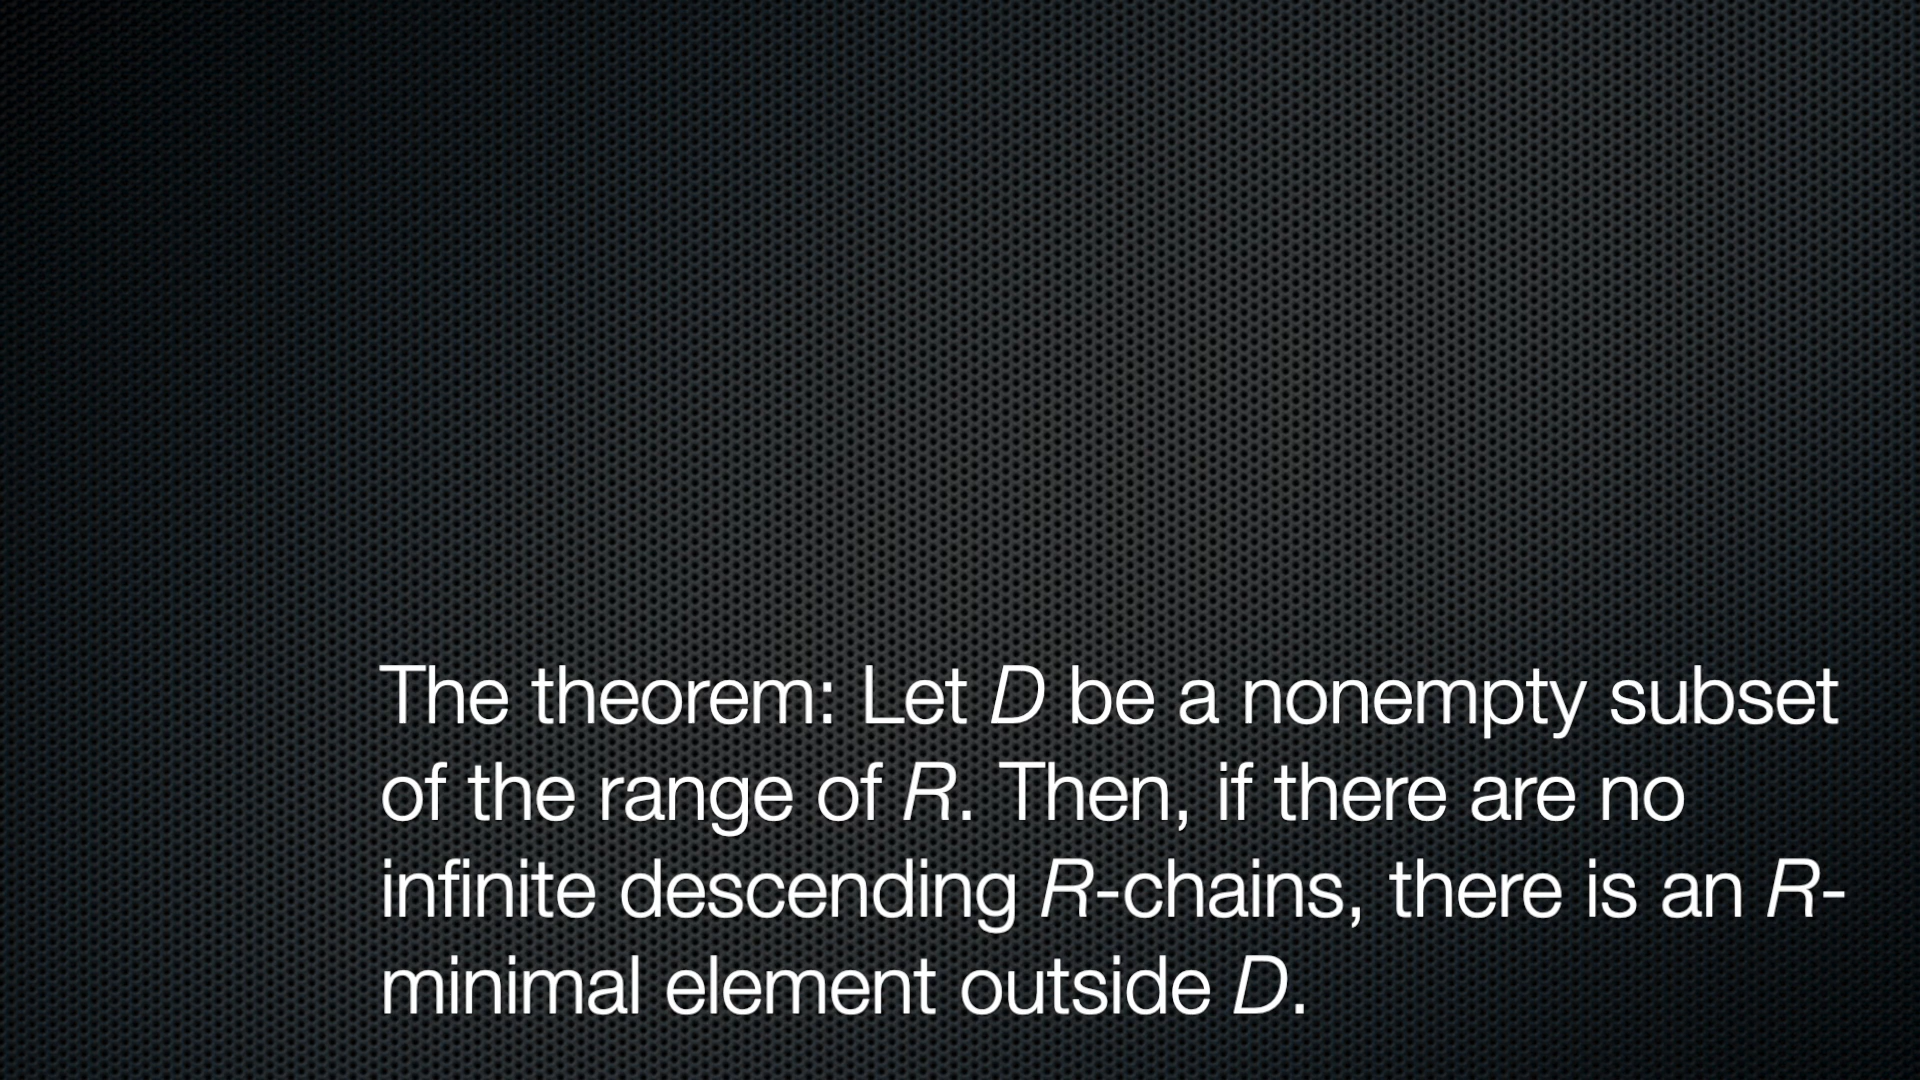 The theorem: Let D be a nonempty subset
of the range of R. Then, if there are no
infinite descending R-chains, there is an R-
minimal element outside D.